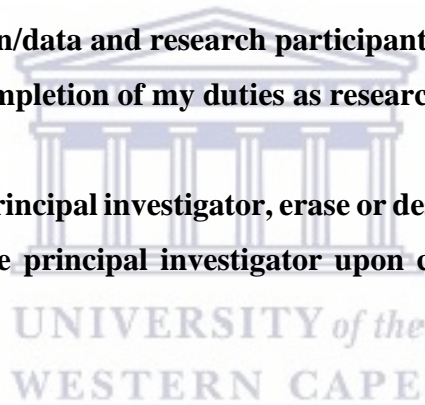 n/data and research participant
mpletion of my duties as researc
rincipal investigator, erase or de
e principal investigator upon c
UNIVERSITY of the
WESTERN CAPE